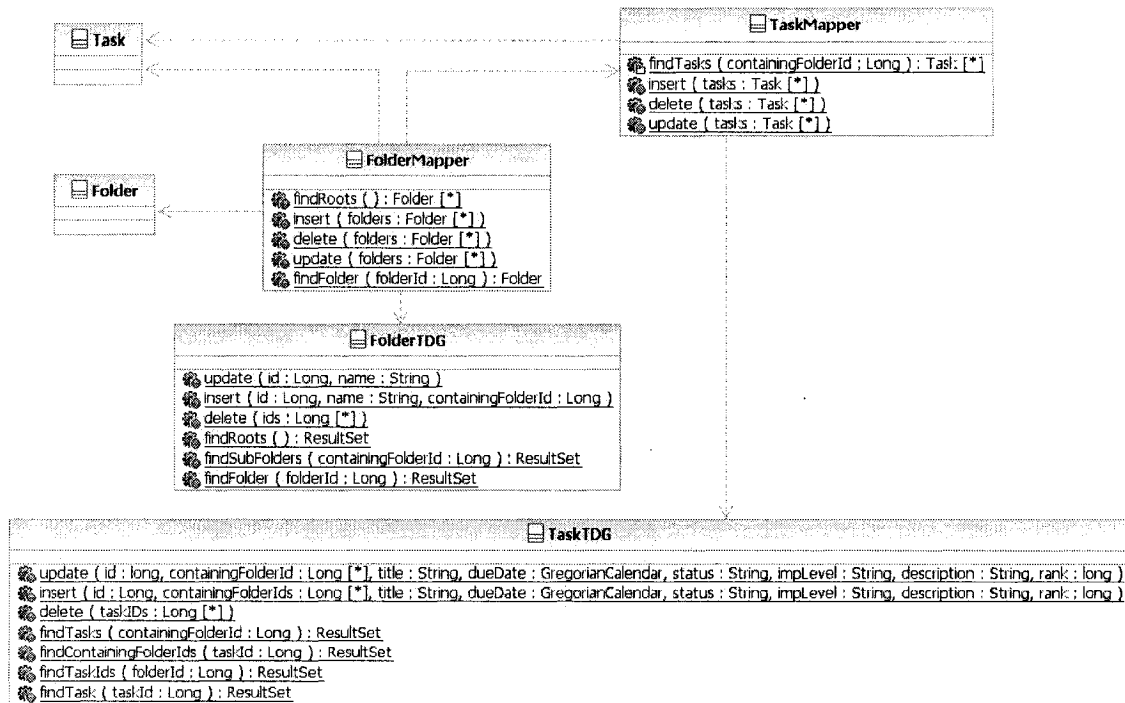 Task
TaskMapper
findTasks ( containingFolderId : Long ) : Task [*]
insert ( tasks : Task [*] )
delete ( tasks : Task [*] )
update ( tasks : Task [*] )
FolderMapper
findRoots ( ) : Folder [*]
insert ( folders : Folder [*] )
delete ( folders : Folder [*] )
update ( folders : Folder [*] )
findFolder ( folderId : Long ) : Folder
Folder
FolderTDG
update ( id : Long, name : String )
insert ( id : Long, name : String, containingFolderId : Long )
delete ( ids : Long [*] )
findRoots ( ) : ResultSet
findSubFolders ( containingFolderId : Long ) : ResultSet
findFolder ( folderId : Long ) : ResultSet
TaskTDG
update ( id : long, containingFolderId : Long [*], title : String, dueDate : GregorianCalendar, status : String, impLevel : String, description : String, rank : long )
insert ( id : Long, containingFolderIds : Long [*], title : String, dueDate : GregorianCalendar, status : String, impLevel : String, description : String, rank : long )
delete ( taskIDs : Long [*] )
findTasks ( containingFolderId : Long ) : ResultSet
findContainingFolderIds ( taskId : Long ) : ResultSet
findTaskIds ( folderId : Long ) : ResultSet
findTask ( taskId : Long ) : ResultSet